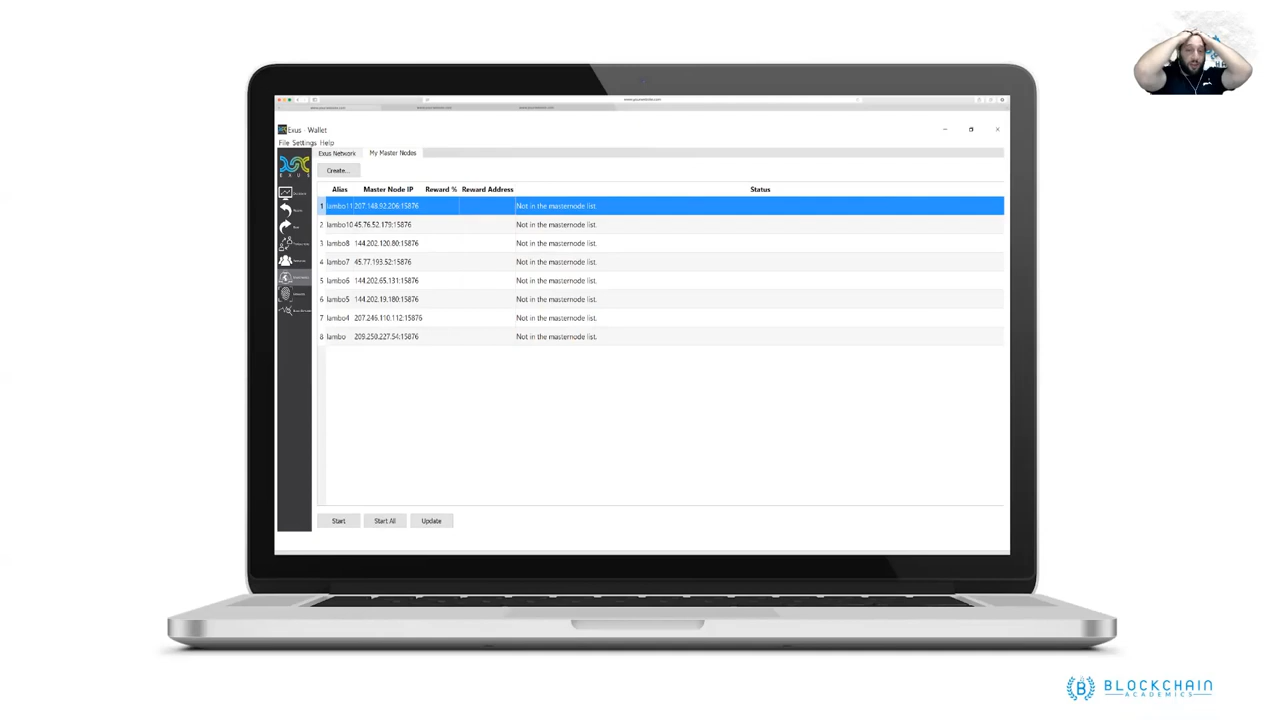 Exus - Wallet
File Settings Help
EXUS
Exus Network My Master Nodes
Create...
Alias Master Node IP Reward % Reward Address Status
1 lambo11 207.148.92.206:15876 Not in the masternode list.
2 lambo10 45.76.52.179:15876 Not in the masternode list.
3 lambo8 144.202.120.80:15876 Not in the masternode list.
4 lambo7 45.77.193.52:15876 Not in the masternode list.
5 lambo6 144.202.65.131:15876 Not in the masternode list.
6 lambo5 144.202.19.180:15876 Not in the masternode list.
7 lambo4 207.246.110.112:15876 Not in the masternode list.
8 lambo 209.250.227.54:15876 Not in the masternode list.
Start Start All Update
BLOCKCHAIN
ACADEMICS